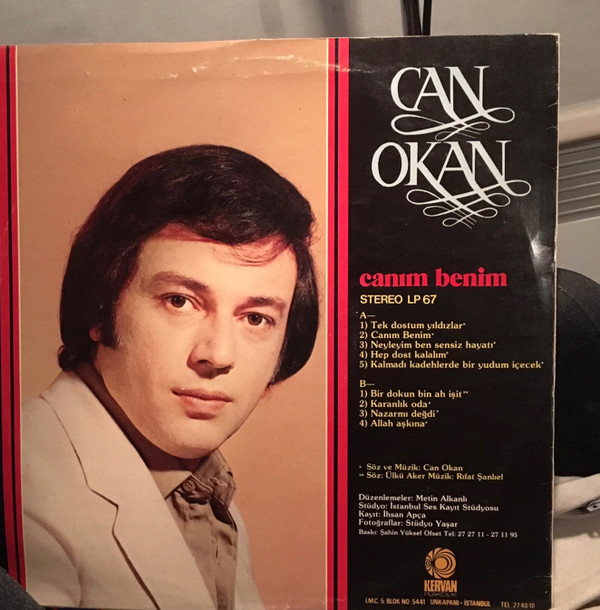 CAN
OKAN
canım benim
STEREO LP 67
A—
1) Tek dostum yıldızlar*
2) Canım Benim*
3) Neyleyim ben sensiz hayatı*
4) Hep dost kalalım*
5) Kalmadı kadehlerde bir yudum içecek*
B—
1) Bir dokun bin ah işit**
2) Karanlık oda*
3) Nazarmı değdi*
4) Allah aşkına*
* Söz ve Müzik: Can Okan
** Söz: Ülkü Aker Müzik: Rıfat Şanlıel
Düzenlemeler: Metin Alkanlı
Stüdyo: İstanbul Ses Kayıt Stüdyosu
Kayıt: İhsan Apça
Fotoğraflar: Stüdyo Yaşar
Baskı: Şahin Yüksel Ofset Tel: 27 27 11 - 27 11 95
KERVAN
PLAKÇILIK
İ.M.C. 5. BLOK NO. 5441 UNKAPANI - İSTANBUL TEL. 27 40 10